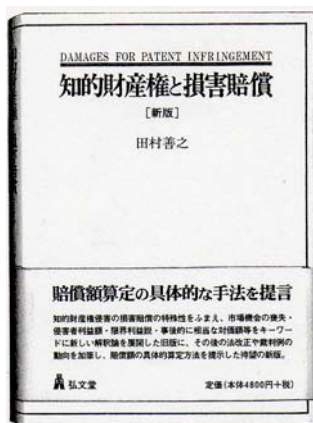 DAMAGES FOR PATENT INFRINGEMENT
知的財産権と損害賠償
[新版]
田村善之
賠償額算定の具体的な手法を提言
知的財産権侵害の損害賠償の特殊性をふまえ、市場機会の喪失・
侵害者利益額・限界利益説・事後的に相当な対価額等をキーワー
ドに新しい解釈論を展開した旧版に、その後の法改正や裁判例の
動向を加筆し、賠償額の具体的算定方法を提示した待望の新版。
弘文堂
定価(本体4800円+税)